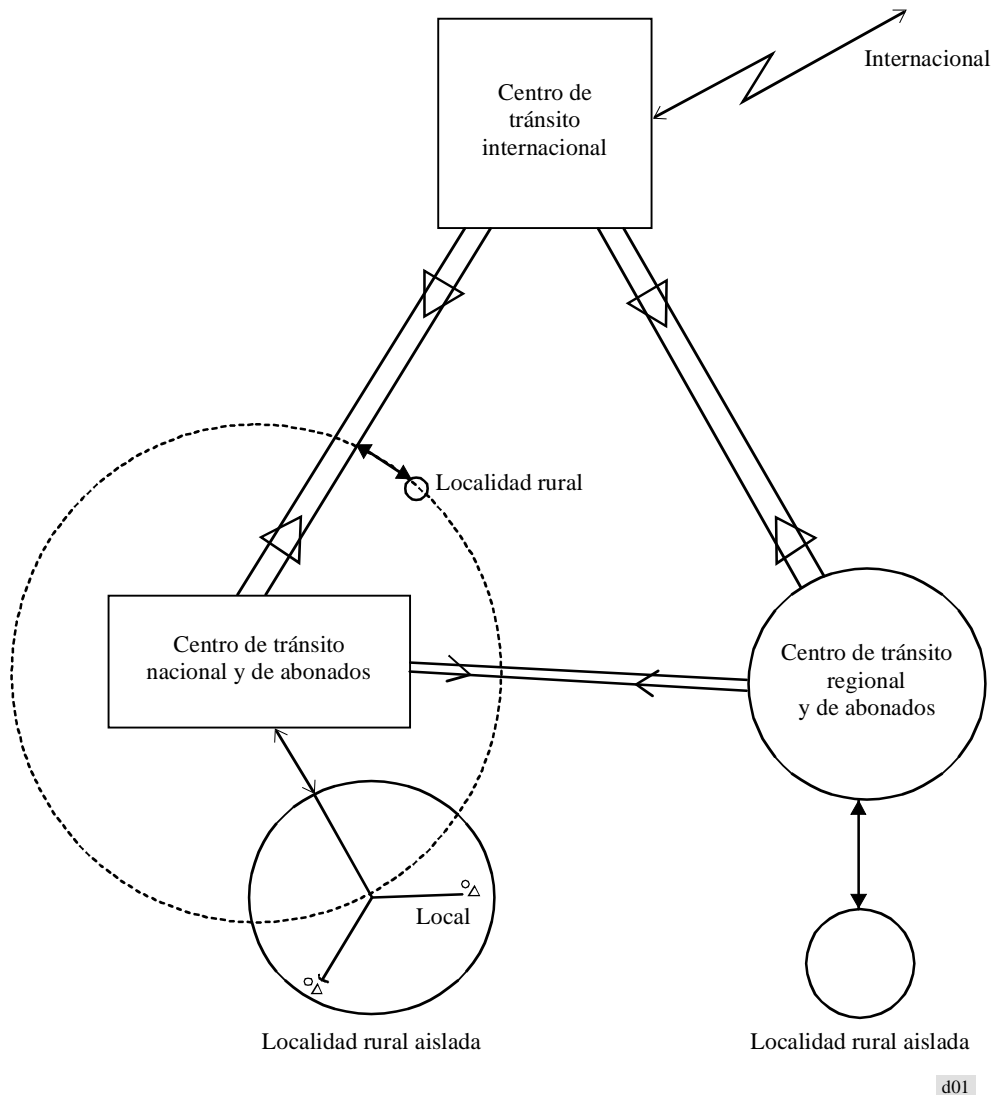 Internacional
Centro de
tránsito
internacional
Localidad rural
Centro de tránsito
nacional y de abonados
Centro de tránsito
regional
y de abonados
Local
Localidad rural aislada
Localidad rural aislada
d01